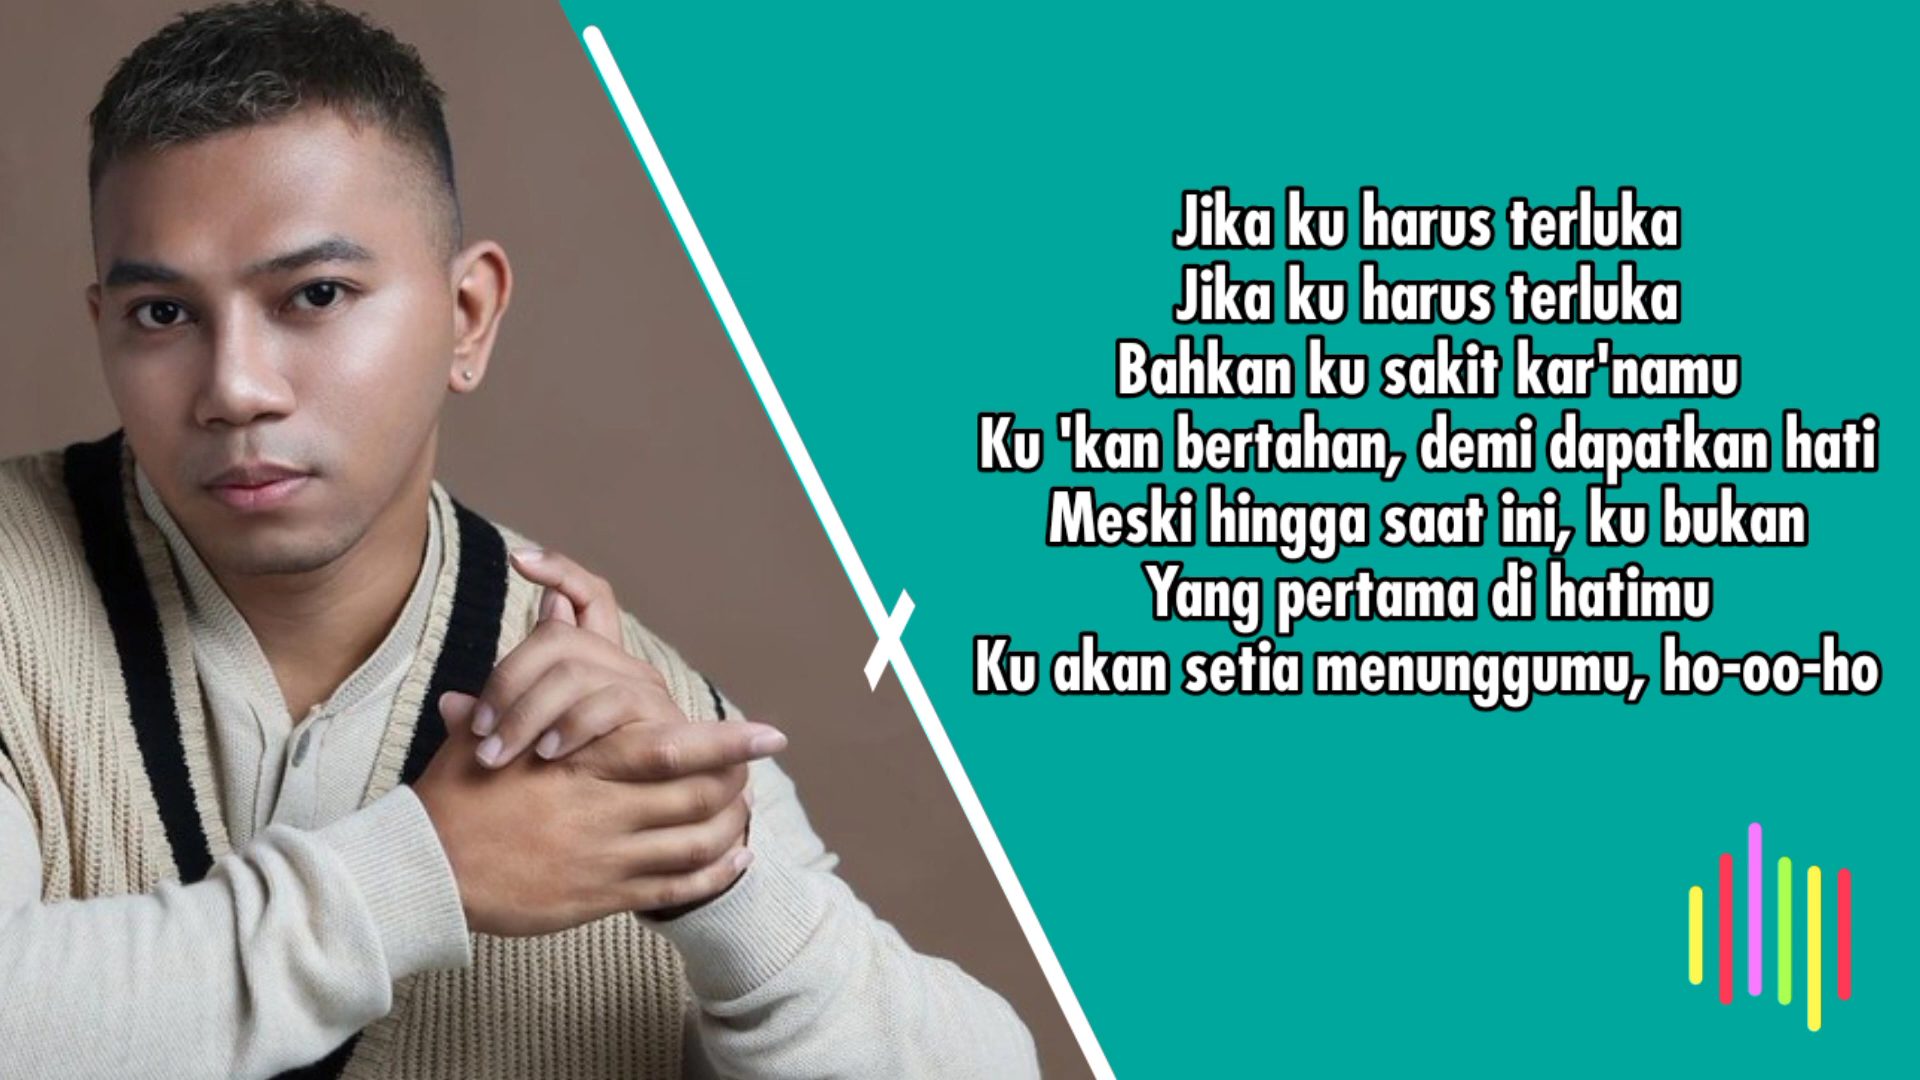 Jika ku harus terluka
Jika ku harus terluka
Bahkan ku sakit kar'namu
Ku 'kan bertahan, demi dapatkan hati
Meski hingga saat ini, ku bukan
Yang pertama di hatimu
Ku akan setia menunggumu, ho-oo-ho